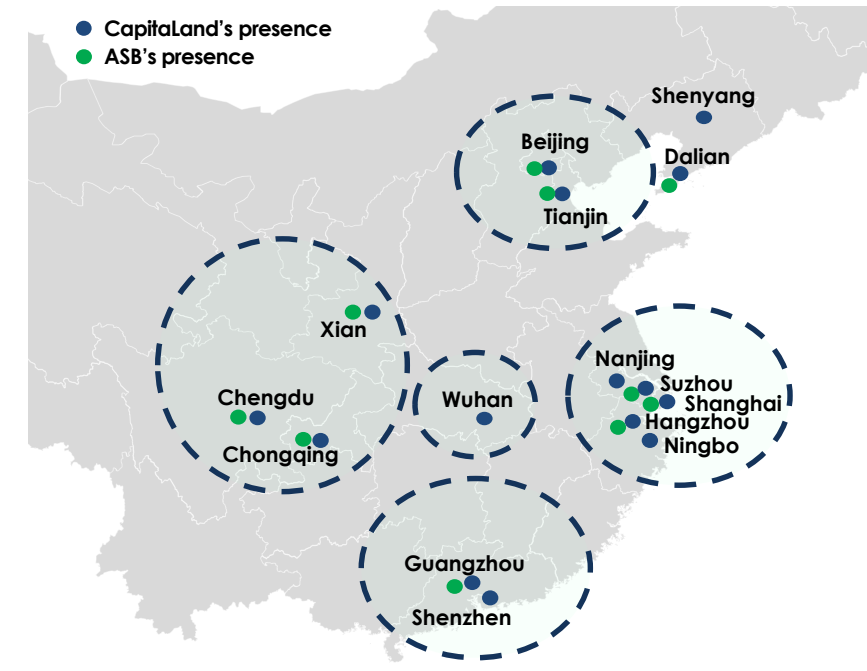 CapitaLand's presence
ASB's presence
Shenyang
Beijing
Dalian
Tianjin
Xian
Nanjing
Suzhou
Chengdu
Wuhan
Shanghai
Hangzhou
Ningbo
Chongqing
Guangzhou
Shenzhen